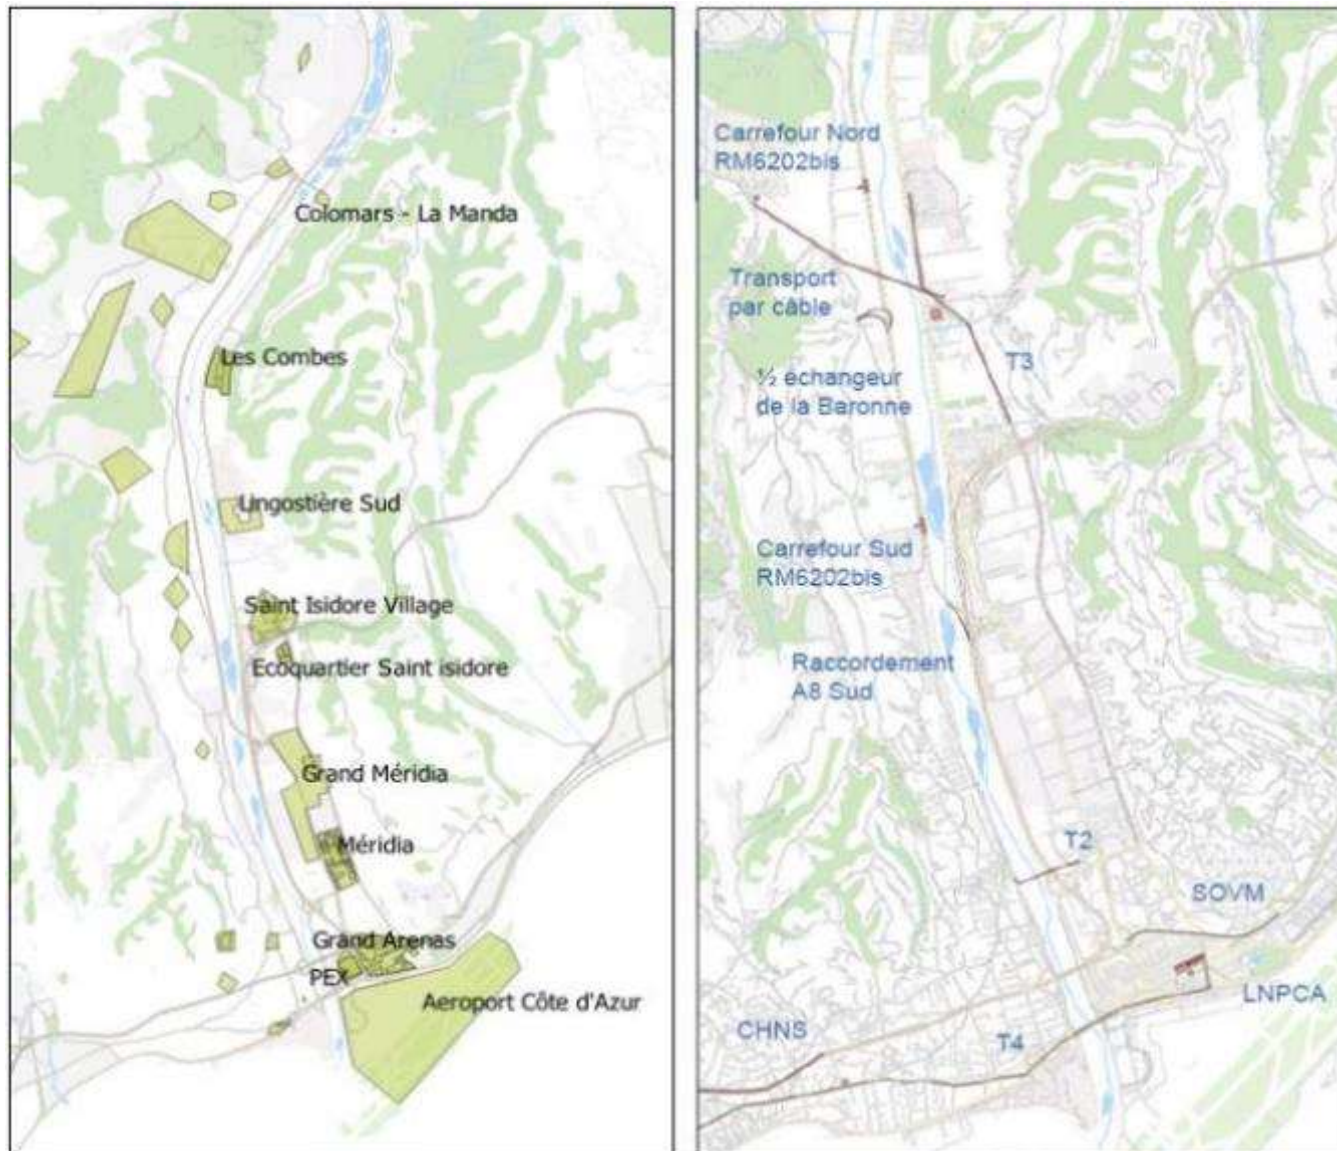 Colomars - La Manda
Les Combes
Lingostière Sud
Saint Isidore Village
Ecoquartier Saint isidore
Grand Méridia
Méridia
Grand Arenas
PEX
Aeroport Côte d'Azur
Carrefour Nord
RM6202bis
Transport
par câble
T3
½ echangeur
de la Baronne
Carrefour Sud
RM6202bis
Raccordement
A8 Sud
T2
SOVM
LNPCA
CHNS
T4